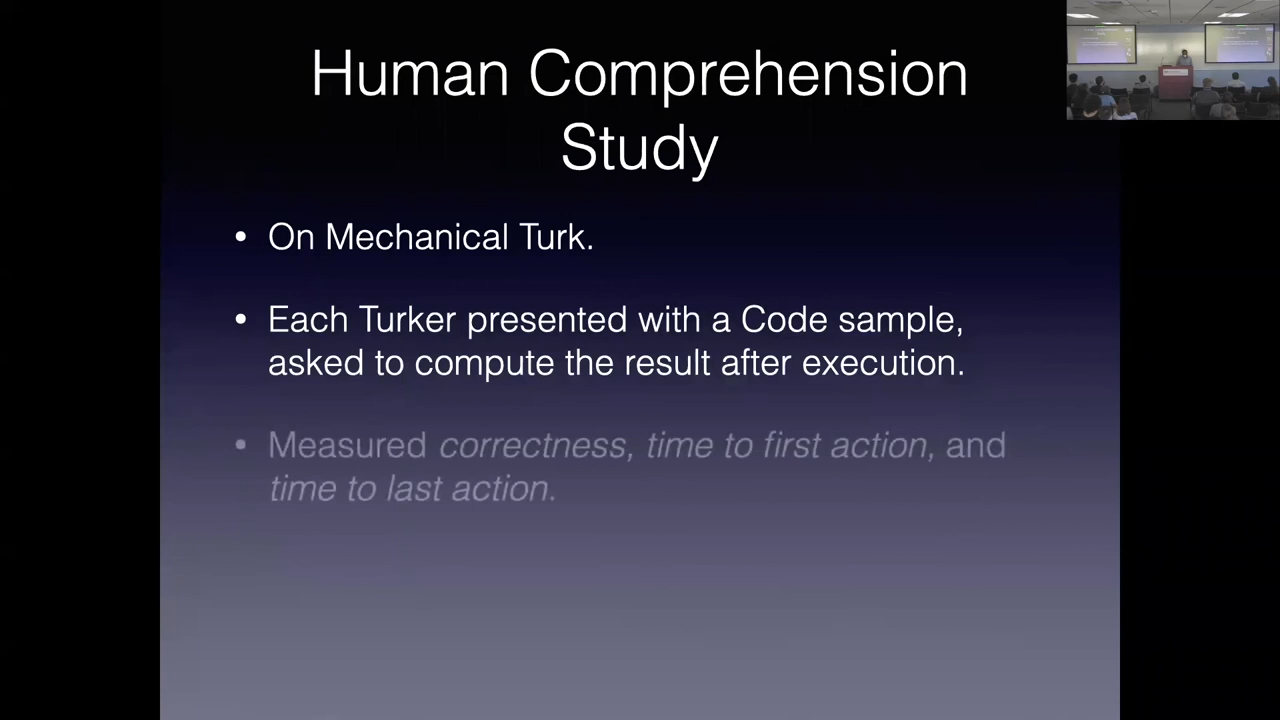 Human Comprehension
Study
• On Mechanical Turk.
• Each Turker presented with a Code sample,
asked to compute the result after execution.
• Measured correctness, time to first action, and
time to last action.